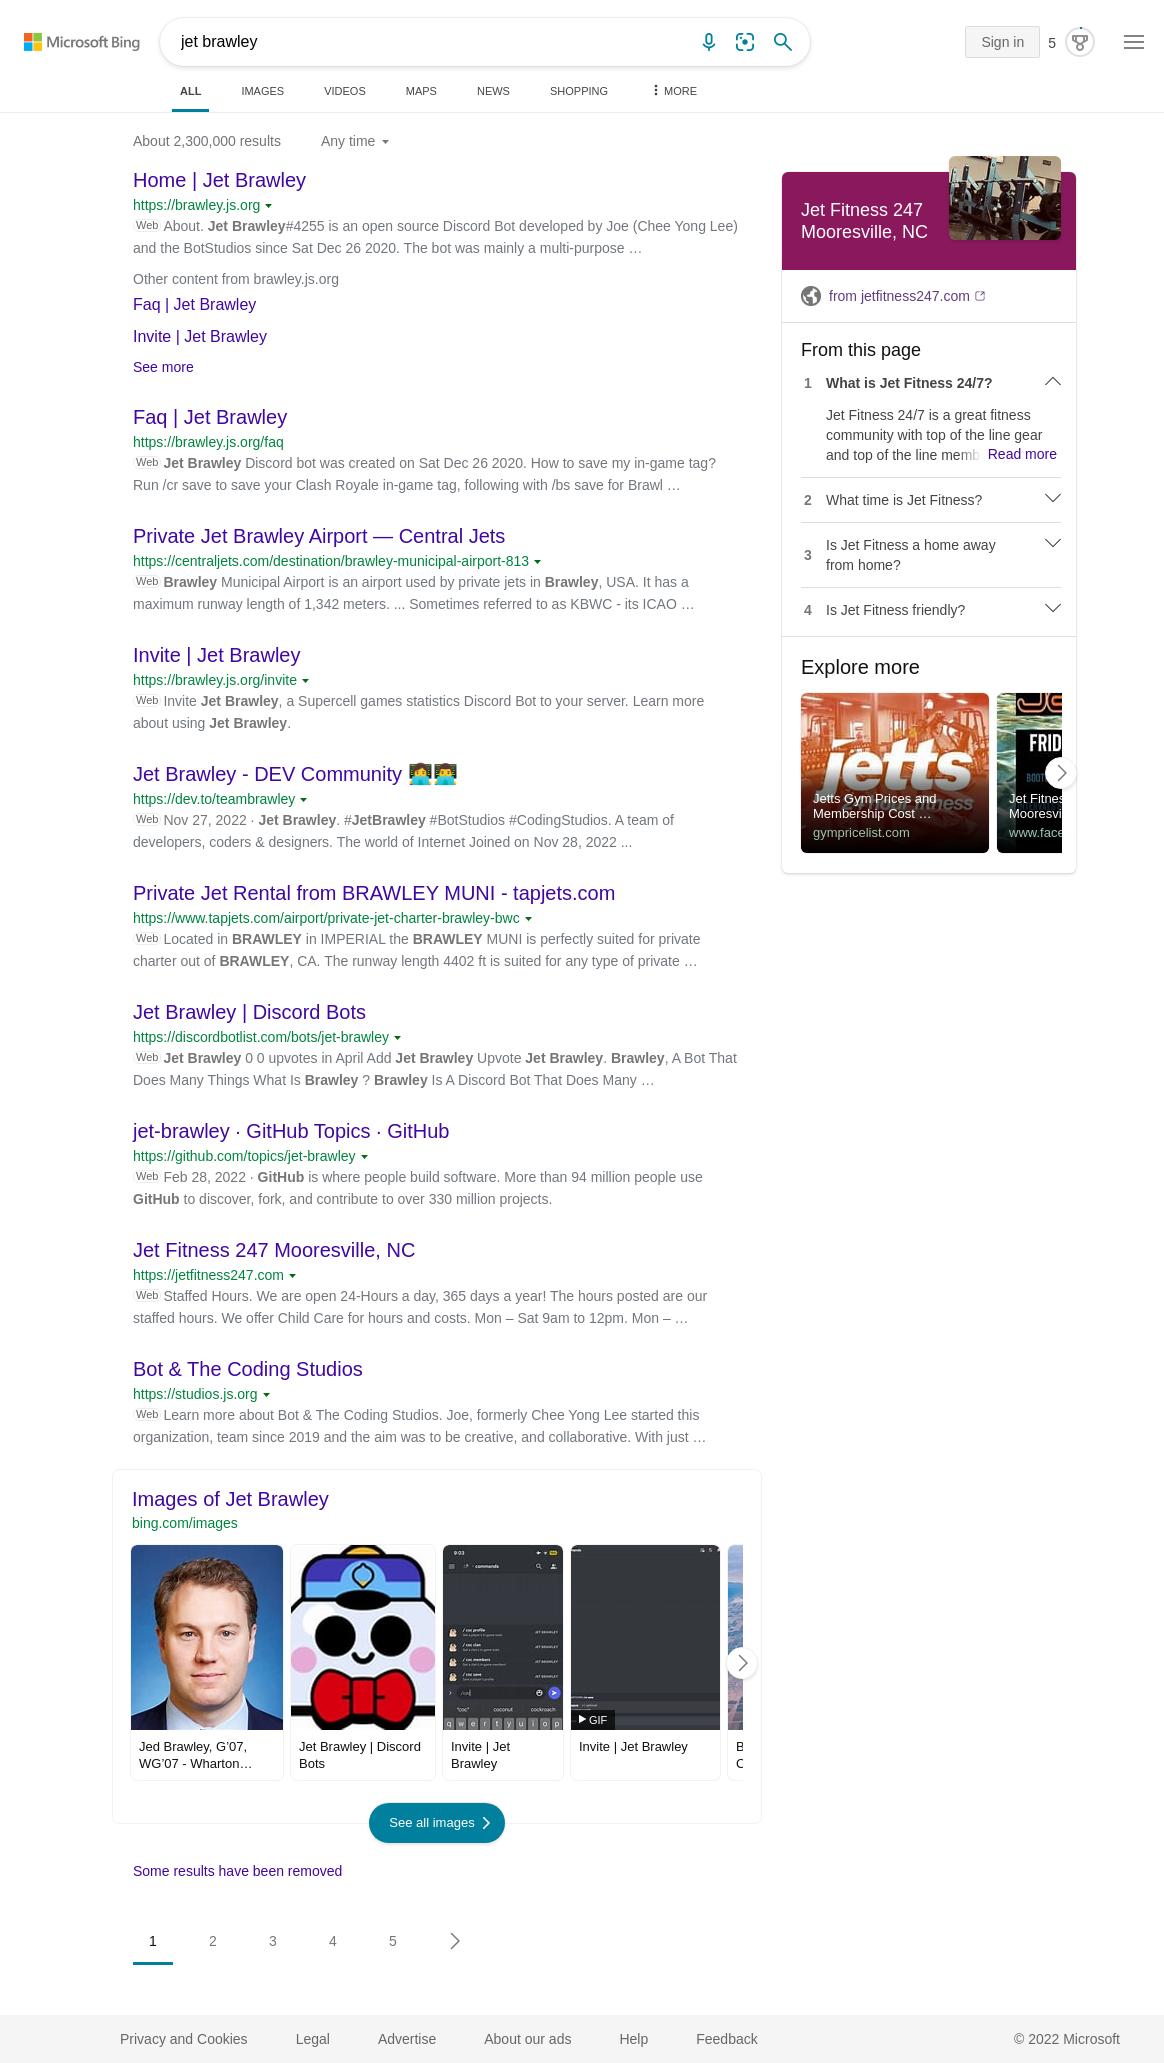 Microsoft Bing
jet brawley
Sign in
5
ALL
IMAGES
VIDEOS
MAPS
NEWS
SHOPPING
MORE
About 2,300,000 results
Any time
Home | Jet Brawley
https://brawley.js.org
Web About. Jet Brawley#4255 is an open source Discord Bot developed by Joe (Chee Yong Lee)
and the BotStudios since Sat Dec 26 2020. The bot was mainly a multi-purpose …
Other content from brawley.js.org
Faq | Jet Brawley
Invite | Jet Brawley
See more
Faq | Jet Brawley
https://brawley.js.org/faq
Web Jet Brawley Discord bot was created on Sat Dec 26 2020. How to save my in-game tag?
Run /cr save to save your Clash Royale in-game tag, following with /bs save for Brawl …
Private Jet Brawley Airport — Central Jets
https://centraljets.com/destination/brawley-municipal-airport-813
Web Brawley Municipal Airport is an airport used by private jets in Brawley, USA. It has a
maximum runway length of 1,342 meters. ... Sometimes referred to as KBWC - its ICAO …
Invite | Jet Brawley
https://brawley.js.org/invite
Web Invite Jet Brawley, a Supercell games statistics Discord Bot to your server. Learn more
about using Jet Brawley.
Jet Brawley - DEV Community 👩‍💻👨‍💻
https://dev.to/teambrawley
Web Nov 27, 2022 · Jet Brawley. #JetBrawley #BotStudios #CodingStudios. A team of
developers, coders & designers. The world of Internet Joined on Nov 28, 2022 ...
Private Jet Rental from BRAWLEY MUNI - tapjets.com
https://www.tapjets.com/airport/private-jet-charter-brawley-bwc
Web Located in BRAWLEY in IMPERIAL the BRAWLEY MUNI is perfectly suited for private
charter out of BRAWLEY, CA. The runway length 4402 ft is suited for any type of private …
Jet Brawley | Discord Bots
https://discordbotlist.com/bots/jet-brawley
Web Jet Brawley 0 0 upvotes in April Add Jet Brawley Upvote Jet Brawley. Brawley, A Bot That
Does Many Things What Is Brawley ? Brawley Is A Discord Bot That Does Many …
jet-brawley · GitHub Topics · GitHub
https://github.com/topics/jet-brawley
Web Feb 28, 2022 · GitHub is where people build software. More than 94 million people use
GitHub to discover, fork, and contribute to over 330 million projects.
Jet Fitness 247 Mooresville, NC
https://jetfitness247.com
Web Staffed Hours. We are open 24-Hours a day, 365 days a year! The hours posted are our
staffed hours. We offer Child Care for hours and costs. Mon – Sat 9am to 12pm. Mon – …
Bot & The Coding Studios
https://studios.js.org
Web Learn more about Bot & The Coding Studios. Joe, formerly Chee Yong Lee started this
organization, team since 2019 and the aim was to be creative, and collaborative. With just …
Images of Jet Brawley
bing.com/images
9:03
commands
/ coc profile
JET BRAWLEY
/ coc clan
JET BRAWLEY
/ coc members
JET BRAWLEY
/ coc save
JET BRAWLEY
"coc" coconut cockroach
q w e r t y u i o p
GIF
Jed Brawley, G'07,
WG'07 - Wharton…
Jet Brawley | Discord
Bots
Invite | Jet
Brawley
Invite | Jet Brawley
B
C
See all images
Some results have been removed
1
2
3
4
5
Jet Fitness 247
Mooresville, NC
from jetfitness247.com
From this page
1 What is Jet Fitness 24/7?
Jet Fitness 24/7 is a great fitness
community with top of the line gear
and top of the line memb Read more
2 What time is Jet Fitness?
3 Is Jet Fitness a home away
from home?
4 Is Jet Fitness friendly?
Explore more
jetts
24 hour fitness
Jetts Gym Prices and
Membership Cost …
gympricelist.com
FRID
BOOT
Jet Fitnes
Mooresvi
www.face
Privacy and Cookies
Legal
Advertise
About our ads
Help
Feedback
© 2022 Microsoft